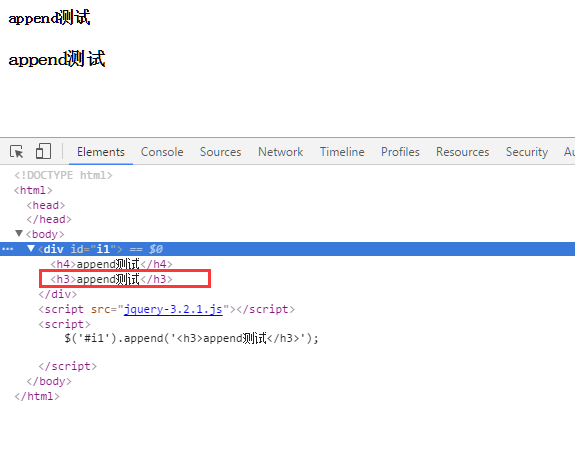 append测试
append测试
Elements Console Sources Network Timeline Profiles Resources Security Au
<!DOCTYPE html>
<html>
<head>
</head>
<body>
<div id="i1"> == $0
<h4>append测试</h4>
<h3>append测试</h3>
</div>
<script src="jquery-3.2.1.js"></script>
<script>
$('#i1').append('<h3>append测试</h3>');
</script>
</body>
</html>